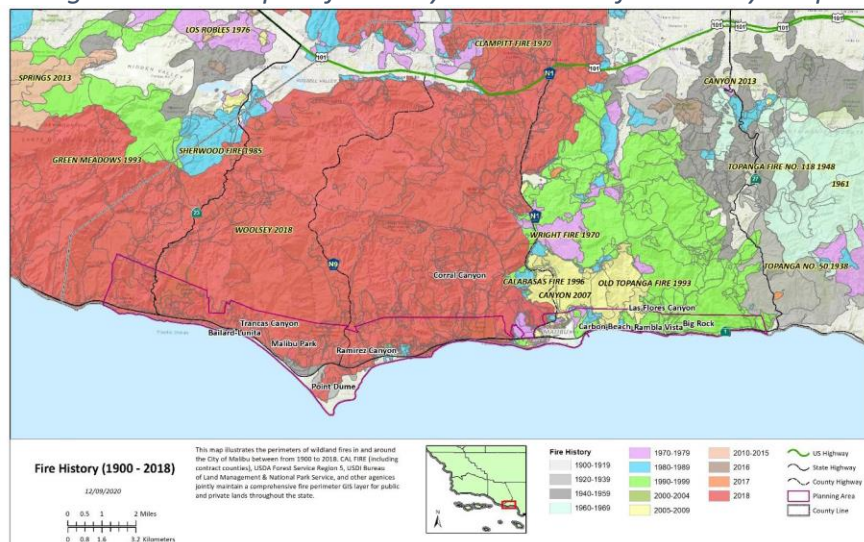 LOS ROBLES 1976
CLAMPITT FIRE 1970
101
101
101
N1
SPRINGS 2013
CANYON 2013
GREEN MEADOWS 1993
SHERWOOD FIRE 1985
TOPANGA FIRE NO. 118 1948
27
1961
23
WOOLSEY 2018
N1
WRIGHT FIRE 1970
N9
Corral Canyon
CALABASAS FIRE 1996
OLD TOPANGA FIRE 1993
TOPANGA NO. 50 1938
CANYON 2007
Las Flores Canyon
Trancas Canyon
Bailard-Lunita
Malibu Park
Ramirez Canyon
MALIBU
Carbon Beach
Rambla Vista
Big Rock
1
Point Dume
Fire History (1900 - 2018)
12/09/2020
0 0.5 1 2 Miles
0 0.8 1.6 3.2 Kilometers
This map illustrates the perimeters of wildland fires in and around
the City of Malibu between from 1900 to 2018. CAL FIRE (including
contract counties), USDA Forest Service Region 5, USDI Bureau
of Land Management & National Park Service, and other agencies
jointly maintain a comprehensive fire perimeter GIS layer for public
and private lands throughout the state.
N
Fire History
1900-1919
1920-1939
1940-1959
1960-1969
1970-1979
1980-1989
1990-1999
2000-2004
2005-2009
2010-2015
2016
2017
2018
US Highway
State Highway
County Highway
Planning Area
County Line